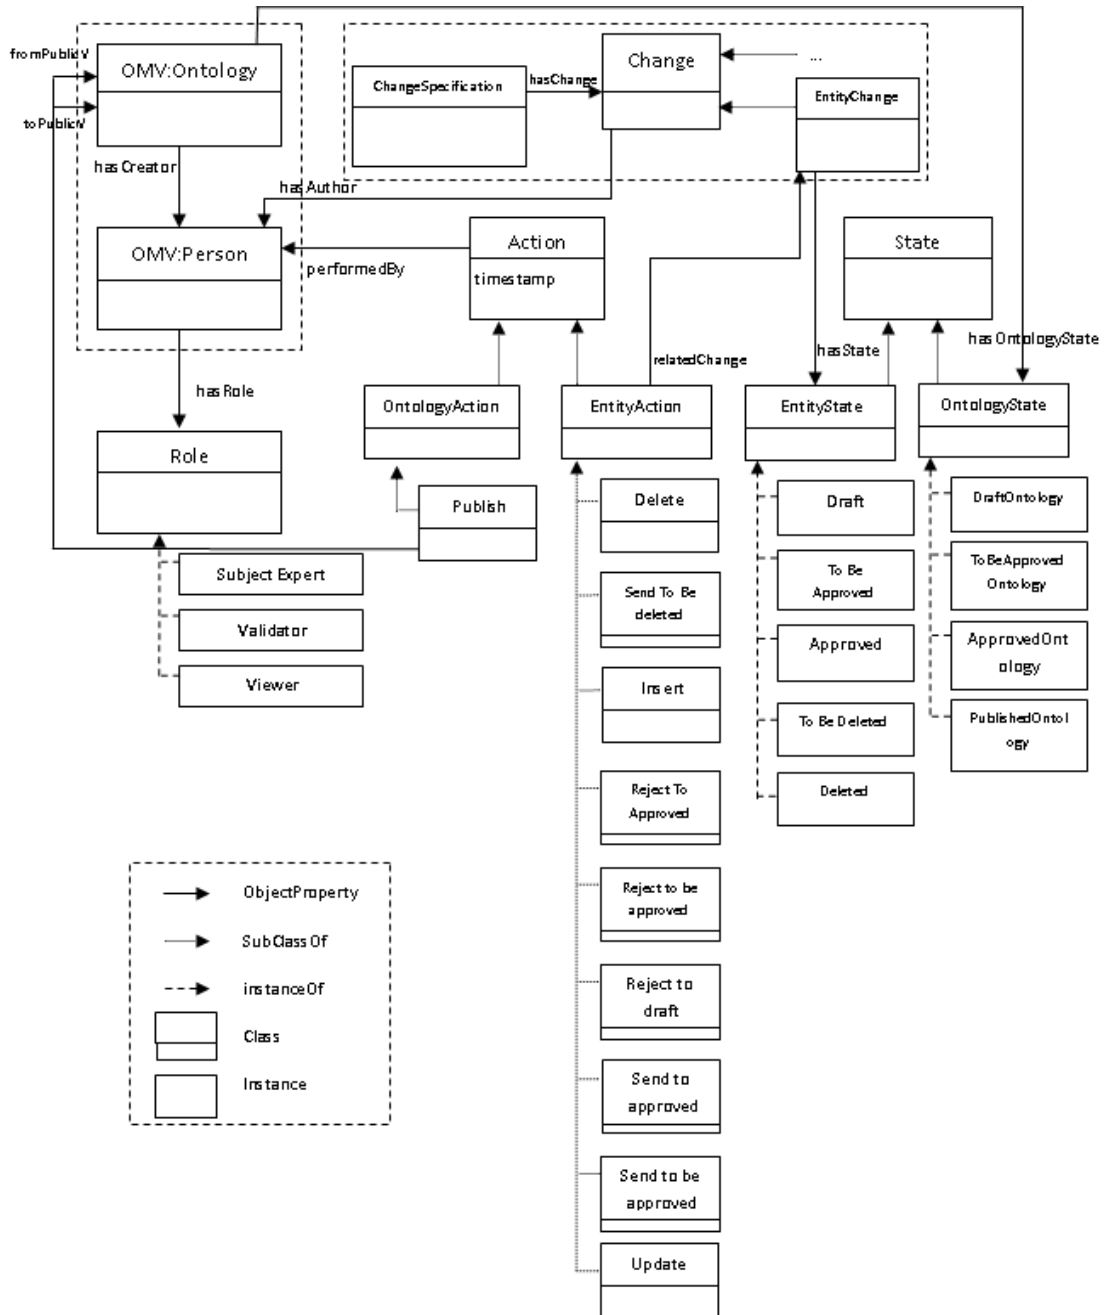 fromPublicV
OMV:Ontology
toPublicV
hasCreator
ChangeSpecification
hasChange
Change
...
EntityChange
hasAuthor
OMV:Person
performedBy
Action
timestamp
State
relatedChange
hasState
hasOntologyState
hasRole
OntologyAction
EntityAction
EntityState
OntologyState
Role
Publish
Subject Expert
Validator
Viewer
Delete
Send To Be
deleted
Insert
Reject To
Approved
Reject to be
approved
Reject to
draft
Send to
approved
Send to be
approved
Update
Draft
To Be
Approved
Approved
To Be Deleted
Deleted
DraftOntology
ToBeApproved
Ontology
ApprovedOnt
ology
PublishedOntol
ogy
ObjectProperty
SubClassOf
instanceOf
Class
Instance